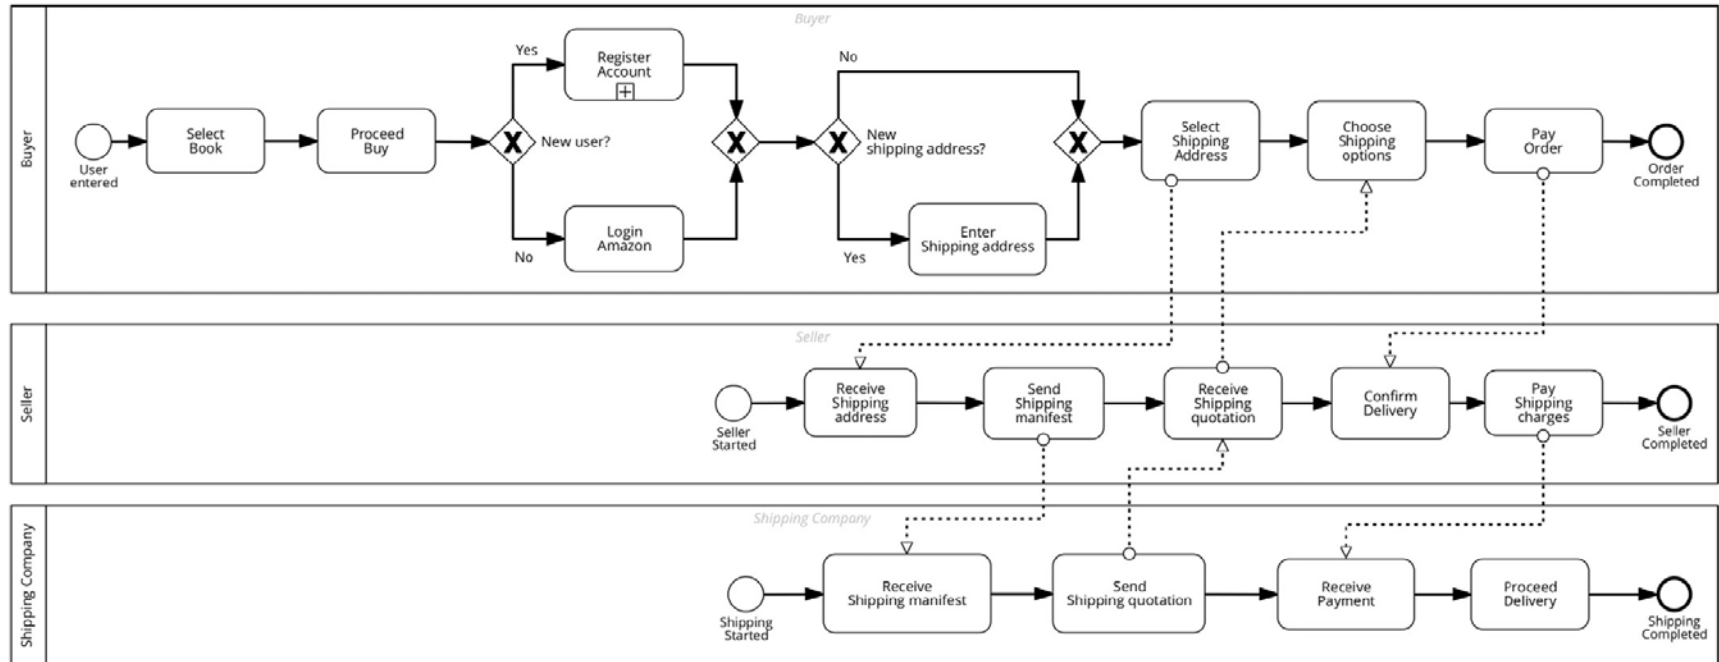 Buyer
Buyer
User
entered
Select
Book
Proceed
Buy
New user?
Yes
Register
Account
No
Login
Amazon
New
shipping address?
No
Yes
Enter
Shipping address
Select
Shipping
Address
Choose
Shipping
options
Pay
Order
Order
Completed
Seller
Seller
Seller
Started
Receive
Shipping
address
Send
Shipping
manifest
Receive
Shipping
quotation
Confirm
Delivery
Pay
Shipping
charges
Seller
Completed
Shipping Company
Shipping Company
Shipping
Started
Receive
Shipping manifest
Send
Shipping quotation
Receive
Payment
Proceed
Delivery
Shipping
Completed